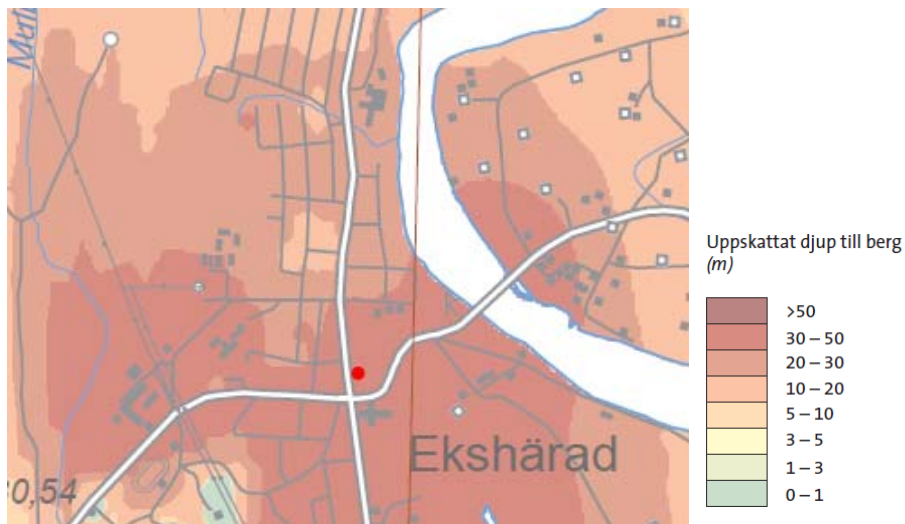 Ekshärad
Uppskattat djup till berg
(m)
>50
30 – 50
20 – 30
10 – 20
5 – 10
3 – 5
1 – 3
0 – 1